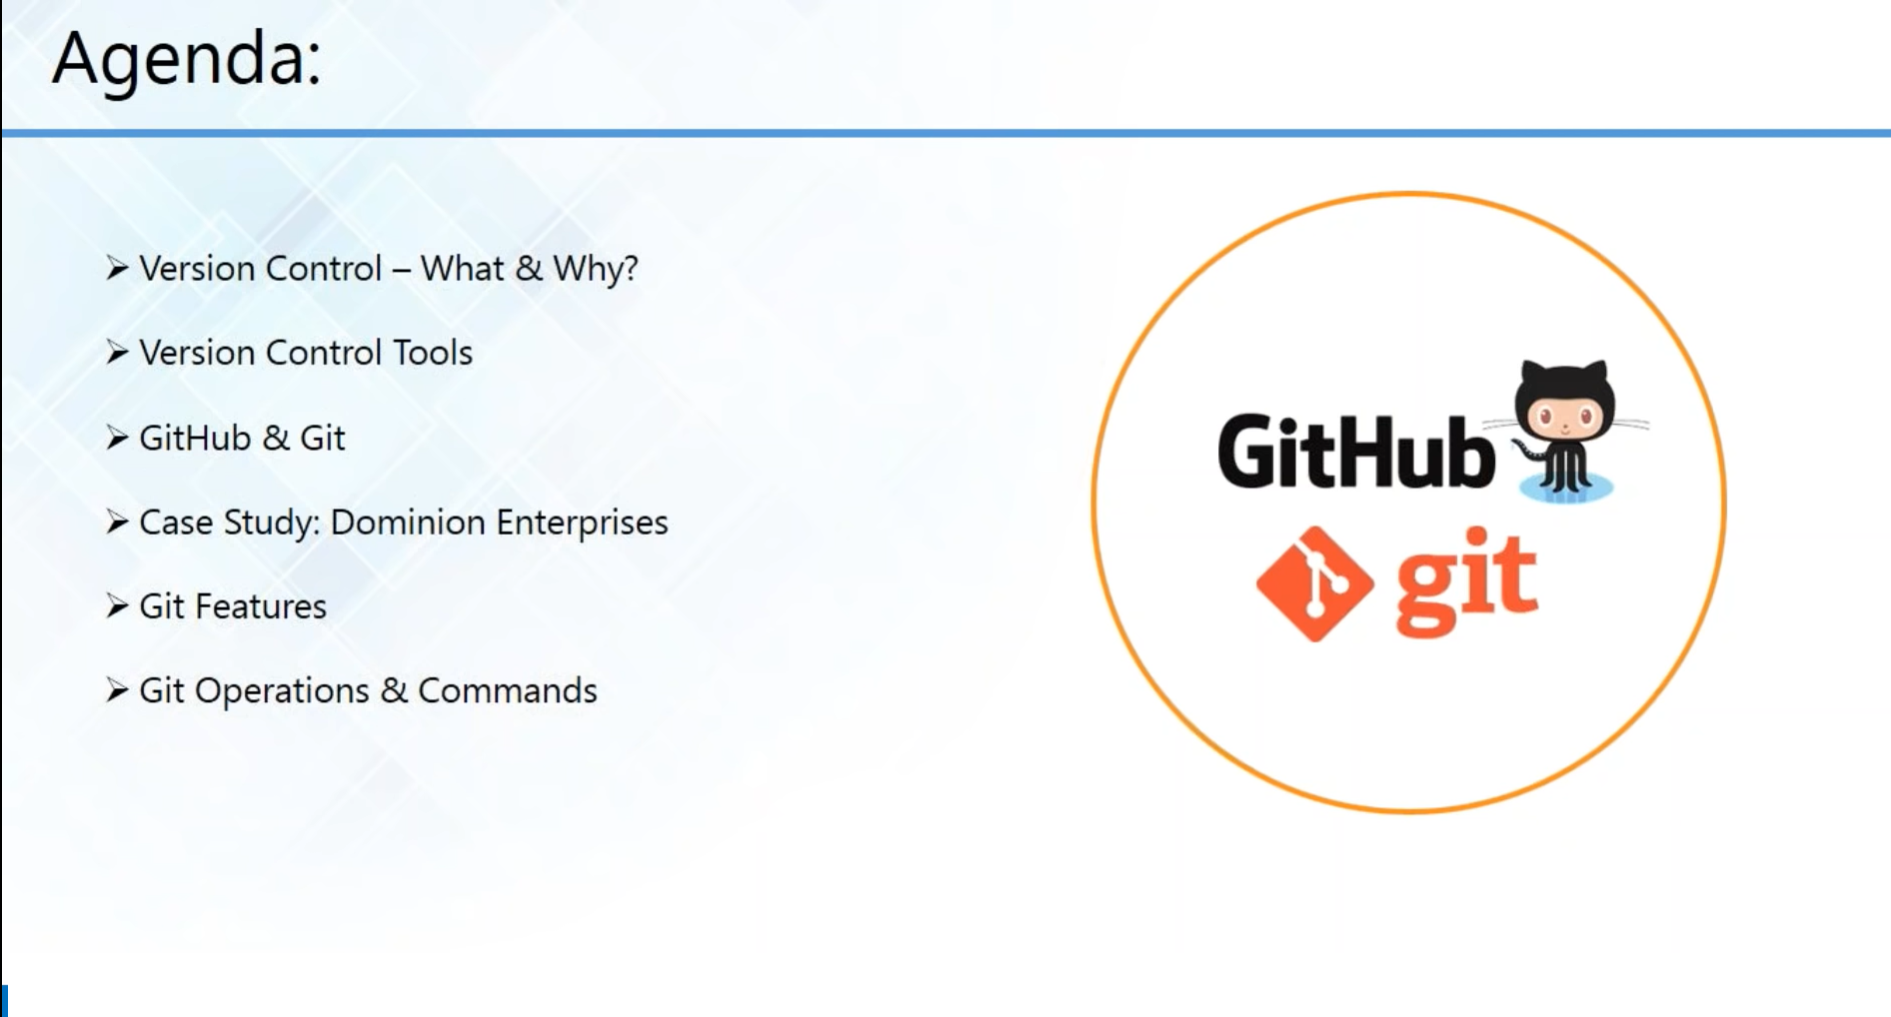 Agenda:
➢ Version Control – What & Why?
➢ Version Control Tools
➢ GitHub & Git
➢ Case Study: Dominion Enterprises
➢ Git Features
➢ Git Operations & Commands
GitHub
git